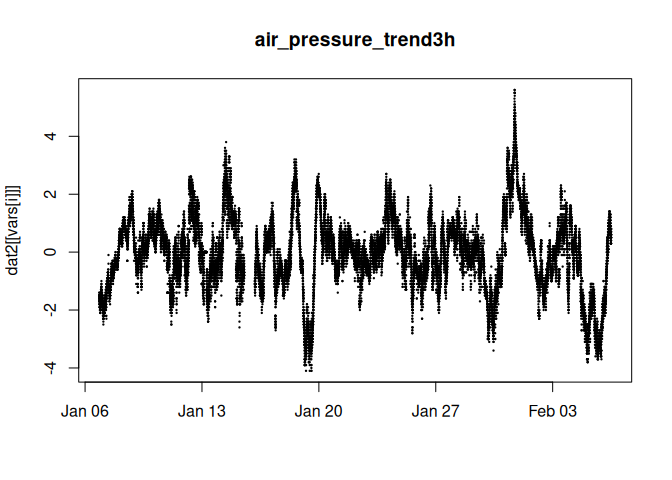 air_pressure_trend3h
dat2[[vars[i]]]
4
2
0
-2
-4
Jan 06
Jan 13
Jan 20
Jan 27
Feb 03